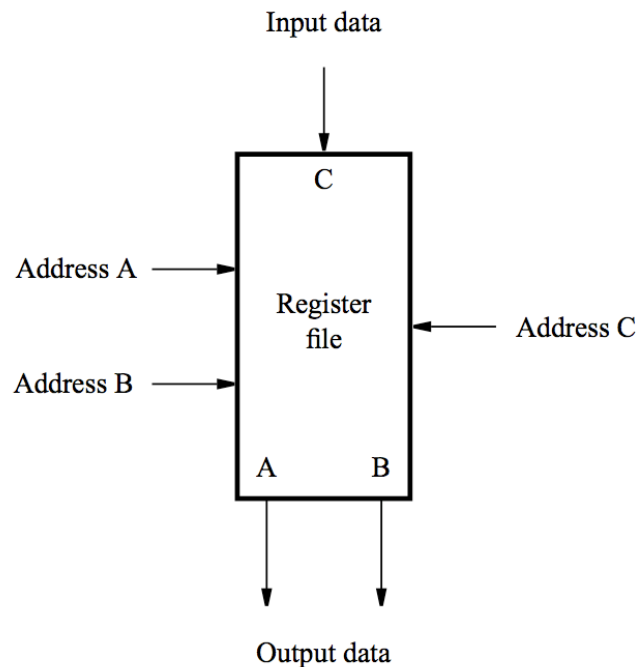 Input data
C
Address A
Register
file
Address C
Address B
A
B
Output data